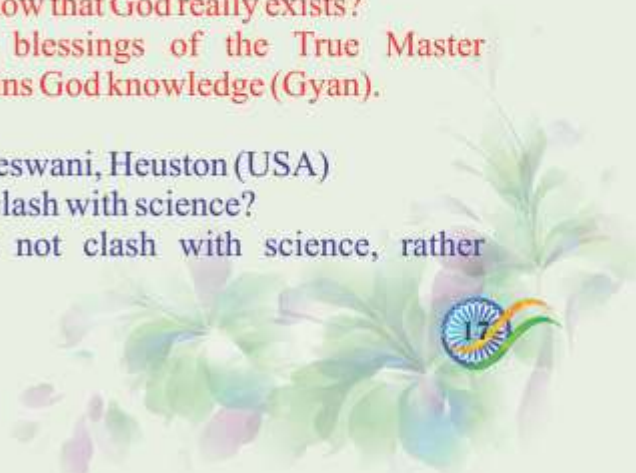 ow that God really exists?
blessings of the True Master
ns God knowledge (Gyan).
eswani, Heuston (USA)
lash with science?
not clash with science, rather
17